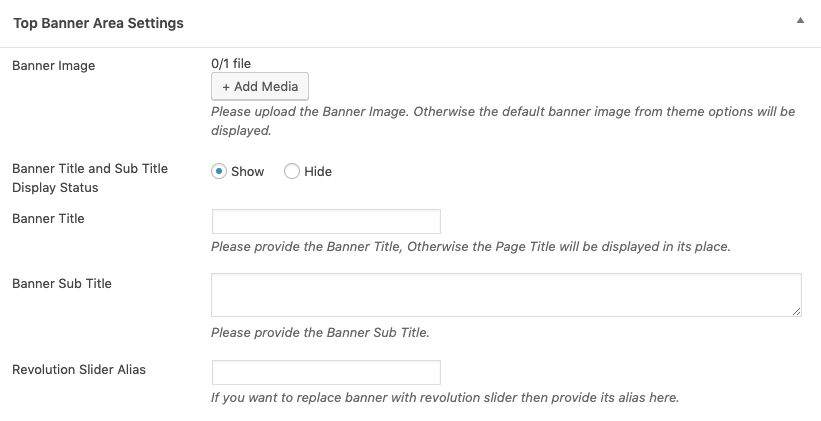 Top Banner Area Settings
Banner Image
0/1 file
+ Add Media
Please upload the Banner Image. Otherwise the default banner image from theme options will be
displayed.
Banner Title and Sub Title
Display Status
Show
Hide
Banner Title
Please provide the Banner Title, Otherwise the Page Title will be displayed in its place.
Banner Sub Title
Please provide the Banner Sub Title.
Revolution Slider Alias
If you want to replace banner with revolution slider then provide its alias here.